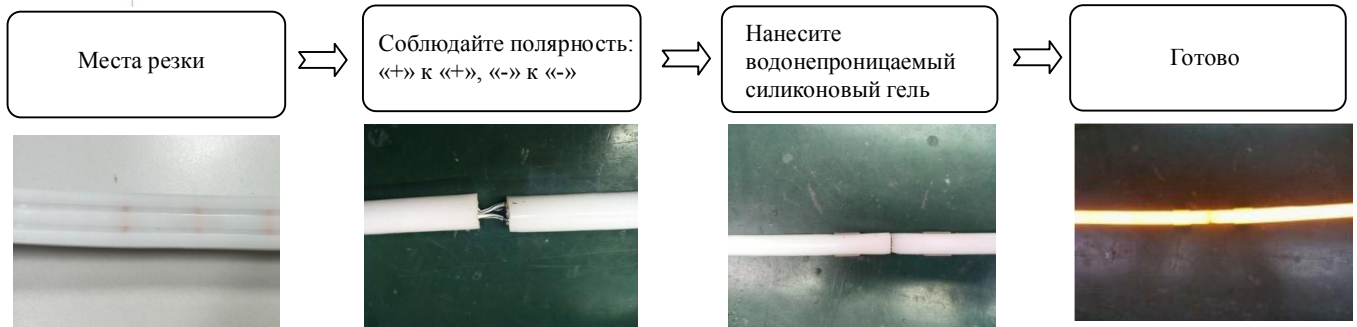 Места резки
Соблюдайте полярность:
«+» к «+», «-» к «-»
Нанесите
водонепроницаемый
силиконовый гель
Готово